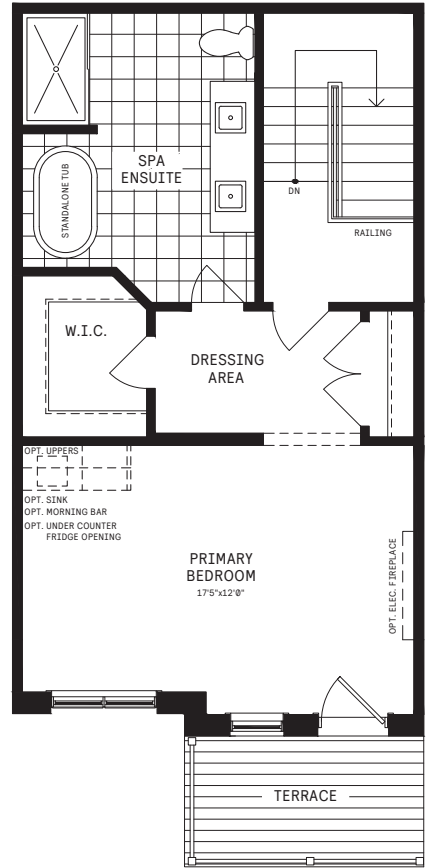 SPA
ENSUITE
STANDALONE TUB
DN
RAILING
W.I.C.
DRESSING
AREA
OPT. UPPERS
OPT. SINK
OPT. MORNING BAR
OPT. UNDER COUNTER
FRIDGE OPENING
PRIMARY
BEDROOM
17'5"x12'0"
OPT. ELEC. FIREPLACE
TERRACE